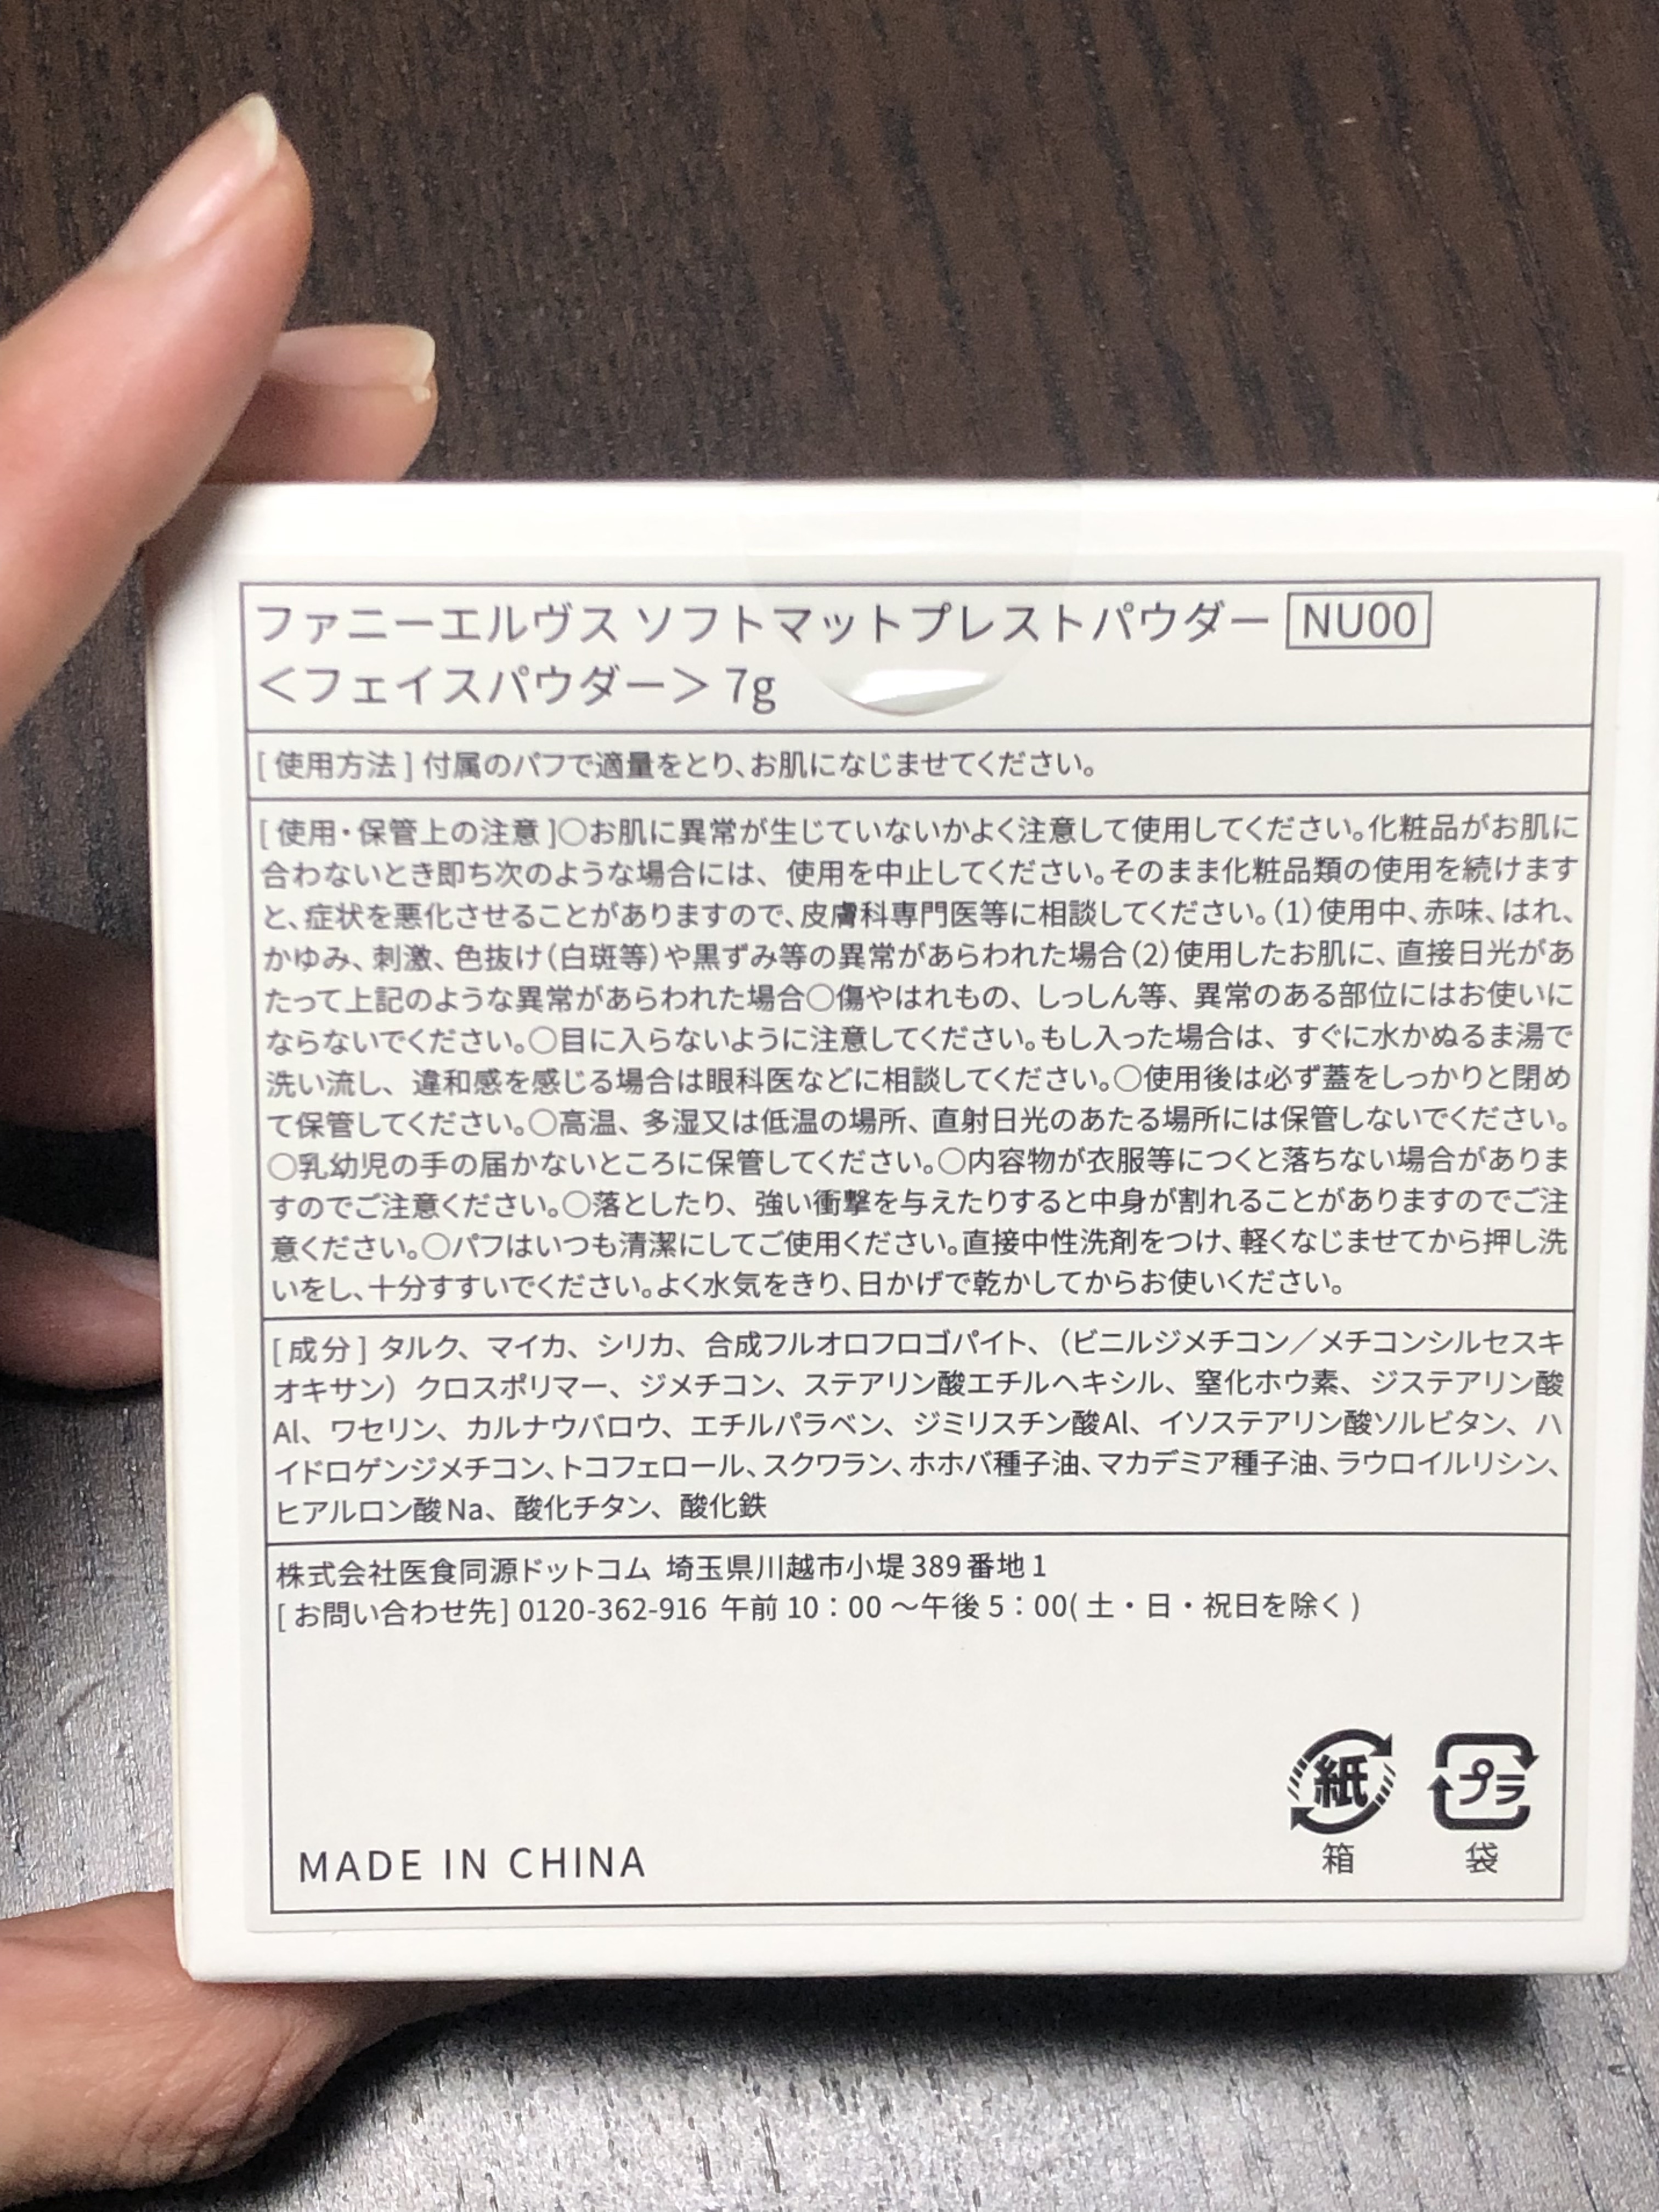 ファニーエルヴス ソフトマットプレストパウダー NU00
＜フェイスパウダー＞ 7g
[ 使用方法 ] 付属のパフで適量をとり、お肌になじませてください。
[ 使用・保管上の注意 ]○お肌に異常が生じていないかよく注意して使用してください。化粧品がお肌に
合わないとき即ち次のような場合には、使用を中止してください。そのまま化粧品類の使用を続けます
と、症状を悪化させることがありますので、皮膚科専門医等に相談してください。(1)使用中、赤味、はれ、
かゆみ、刺激、色抜け(白斑等)や黒ずみ等の異常があらわれた場合(2)使用したお肌に、直接日光があ
たって上記のような異常があらわれた場合○傷やはれもの、しっしん等、異常のある部位にはお使いに
ならないでください。○目に入らないように注意してください。もし入った場合は、すぐに水かぬるま湯で
洗い流し、違和感を感じる場合は眼科医などに相談してください。○使用後は必ず蓋をしっかりと閉め
て保管してください。○高温、多湿又は低温の場所、直射日光のあたる場所には保管しないでください。
○乳幼児の手の届かないところに保管してください。○内容物が衣服等につくと落ちない場合がありま
すのでご注意ください。○落としたり、強い衝撃を与えたりすると中身が割れることがありますのでご注
意ください。○パフはいつも清潔にしてご使用ください。直接中性洗剤をつけ、軽くなじませてから押し洗
いをし、十分すすいでください。よく水気をきり、日かげで乾かしてからお使いください。
[ 成分 ] タルク、マイカ、シリカ、合成フルオロフロゴパイト、（ビニルジメチコン／メチコンシルセスキ
オキサン）クロスポリマー、ジメチコン、ステアリン酸エチルヘキシル、窒化ホウ素、ジステアリン酸
Al、ワセリン、カルナウバロウ、エチルパラベン、ジミリスチン酸Al、イソステアリン酸ソルビタン、ハ
イドロゲンジメチコン、トコフェロール、スクワラン、ホホバ種子油、マカデミア種子油、ラウロイルリシン、
ヒアルロン酸Na、酸化チタン、酸化鉄
株式会社医食同源ドットコム 埼玉県川越市小堤389番地1
[ お問い合わせ先] 0120-362-916 午前 10：00 ～午後 5：00( 土・日・祝日を除く )
紙 プラ
箱 袋
MADE IN CHINA